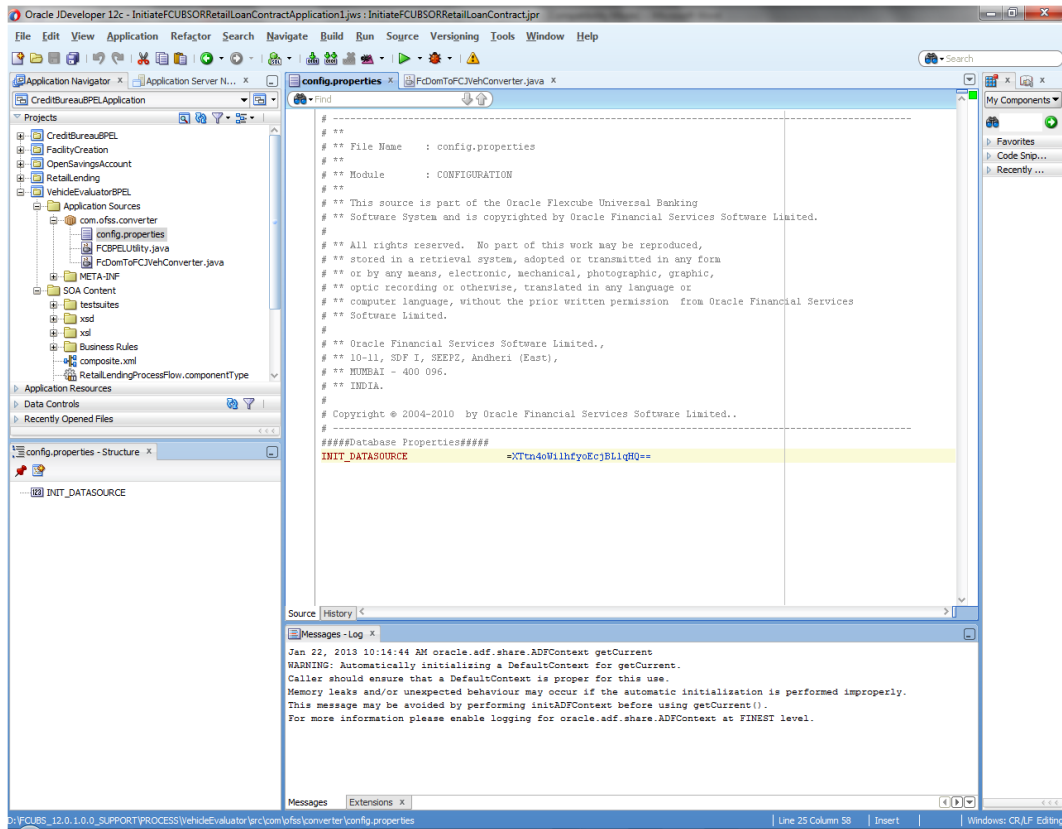 Oracle JDeveloper 12c - InitiateFCUBSORRetailLoanContractApplication1.jws : InitiateFCUBSORRetailLoanContract.jpr
File Edit View Application Refactor Search Navigate Build Run Source Versioning Tools Window Help
Search
Application Navigator x
Application Server N... x
CreditBureauBPELApplication
Projects
CreditBureauBPEL
FacilityCreation
OpenSavingsAccount
RetailLending
VehicleEvaluatorBPEL
Application Sources
com.ofss.converter
config.properties
FCBPELUtility.java
FcDomToFCJVehConverter.java
META-INF
SOA Content
testsuites
xsd
xsl
Business Rules
composite.xml
RetailLendingProcessFlow.componentType
Application Resources
Data Controls
Recently Opened Files
config.properties - Structure x
INIT_DATASOURCE
config.properties x
FcDomToFCJVehConverter.java x
Find
# ----------------------------------------------------------------------------------------------------
# **
# ** File Name : config.properties
# **
# ** Module : CONFIGURATION
# **
# ** This source is part of the Oracle Flexcube Universal Banking
# ** Software System and is copyrighted by Oracle Financial Services Software Limited.
#
# ** All rights reserved. No part of this work may be reproduced,
# ** stored in a retrieval system, adopted or transmitted in any form
# ** or by any means, electronic, mechanical, photographic, graphic,
# ** optic recording or otherwise, translated in any language or
# ** computer language, without the prior written permission from Oracle Financial Services
# ** Software Limited.
#
# ** Oracle Financial Services Software Limited.,
# ** 10-11, SDF I, SEEPZ, Andheri (East),
# ** MUMBAI - 400 096.
# ** INDIA.
#
# Copyright © 2004-2010 by Oracle Financial Services Software Limited..
# ----------------------------------------------------------------------------------------------------
#####Database Properties#####
INIT_DATASOURCE =XTtn4oWilhfyoEcjBLlqHQ==
Source History
Messages - Log x
Jan 22, 2013 10:14:44 AM oracle.adf.share.ADFContext getCurrent
WARNING: Automatically initializing a DefaultContext for getCurrent.
Caller should ensure that a DefaultContext is proper for this use.
Memory leaks and/or unexpected behaviour may occur if the automatic initialization is performed improperly.
This message may be avoided by performing initADFContext before using getCurrent().
For more information please enable logging for oracle.adf.share.ADFContext at FINEST level.
Messages Extensions x
My Components
Favorites
Code Snip...
Recently ...
D:\FCUBS_12.0.1.0.0_SUPPORT\PROCESS\VehicleEvaluator\src\com\ofss\converter\config.properties
Line 25 Column 58
Insert
Windows: CR/LF Editing